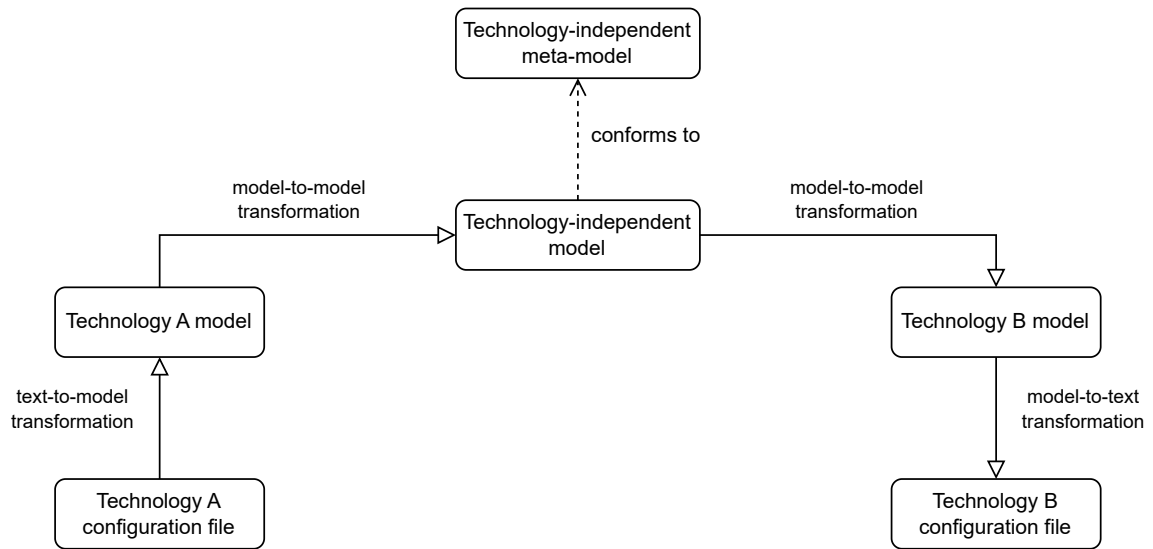 Technology-independent
meta-model
conforms to
model-to-model
transformation
Technology-independent
model
model-to-model
transformation
Technology A model
Technology B model
text-to-model
transformation
model-to-text
transformation
Technology A
configuration file
Technology B
configuration file